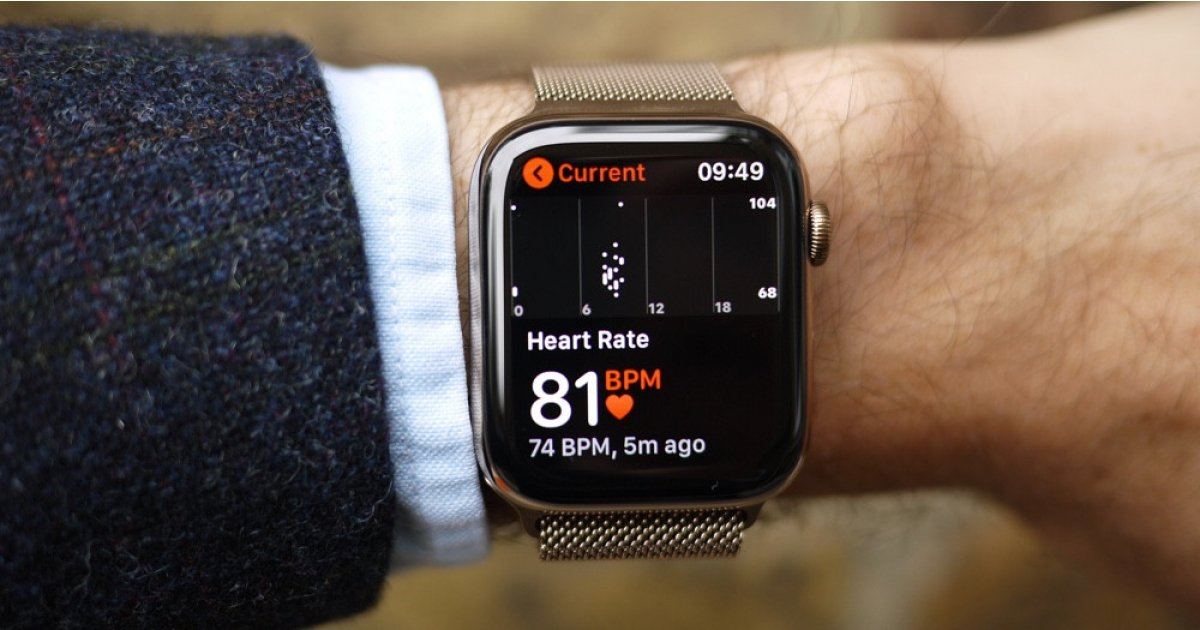 Current 09:49
104
68
0 6 12 18
Heart Rate
81 BPM
74 BPM, 5m ago